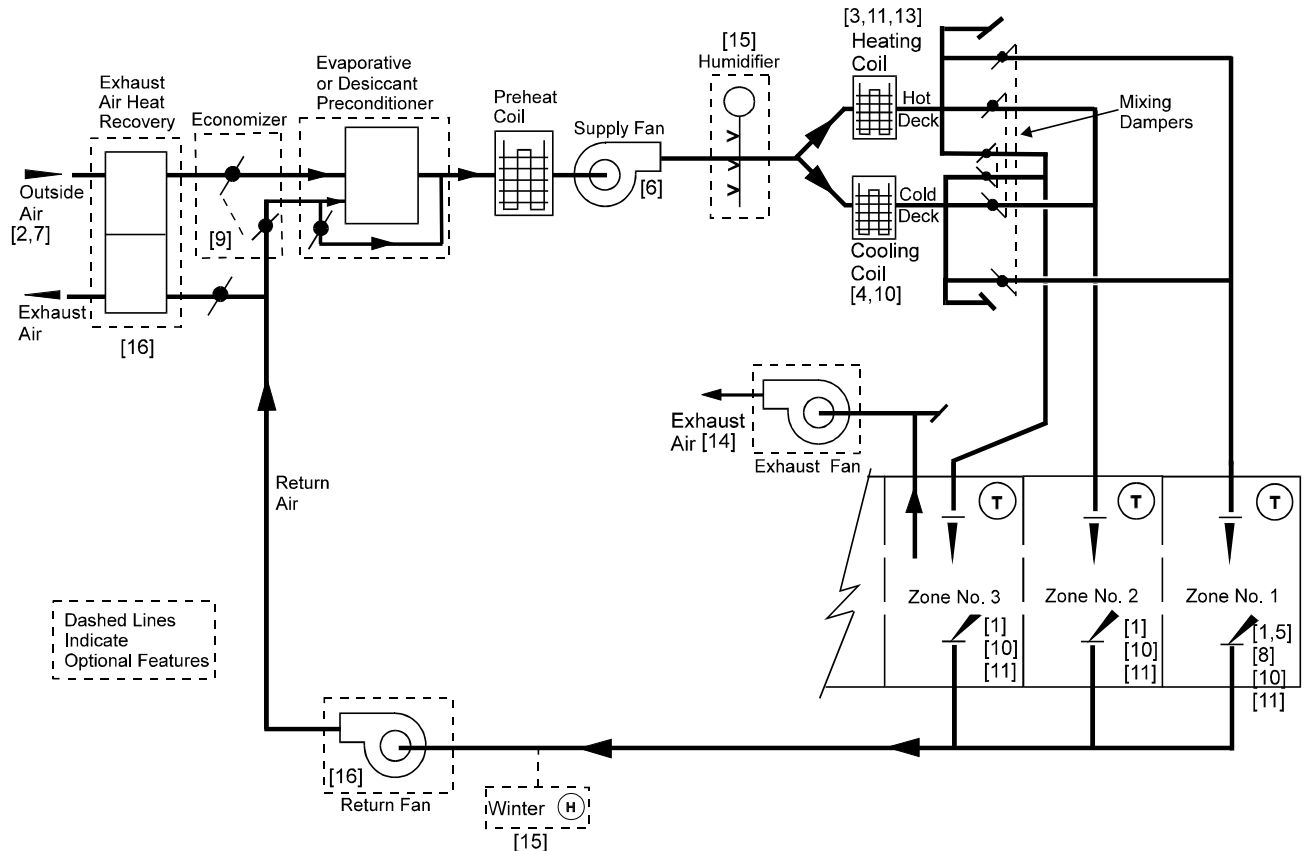 [3,11,13]
Heating
Coil
[15]
Humidifier
Exhaust
Air Heat
Recovery
Economizer
Evaporative
or Desiccant
Preconditioner
Preheat
Coil
Supply Fan
[6]
Hot
Deck
Mixing
Dampers
Outside
Air
[2,7]
[9]
Cold
Deck
Cooling
Coil
[4,10]
Exhaust
Air
[16]
Exhaust
Air [14]
Exhaust Fan
Return
Air
T
T
T
Zone No. 3
Zone No. 2
Zone No. 1
[1]
[10]
[11]
[1]
[10]
[11]
[1,5]
[8]
[10]
[11]
Dashed Lines
Indicate
Optional Features
[16]
Return Fan
Winter H
[15]